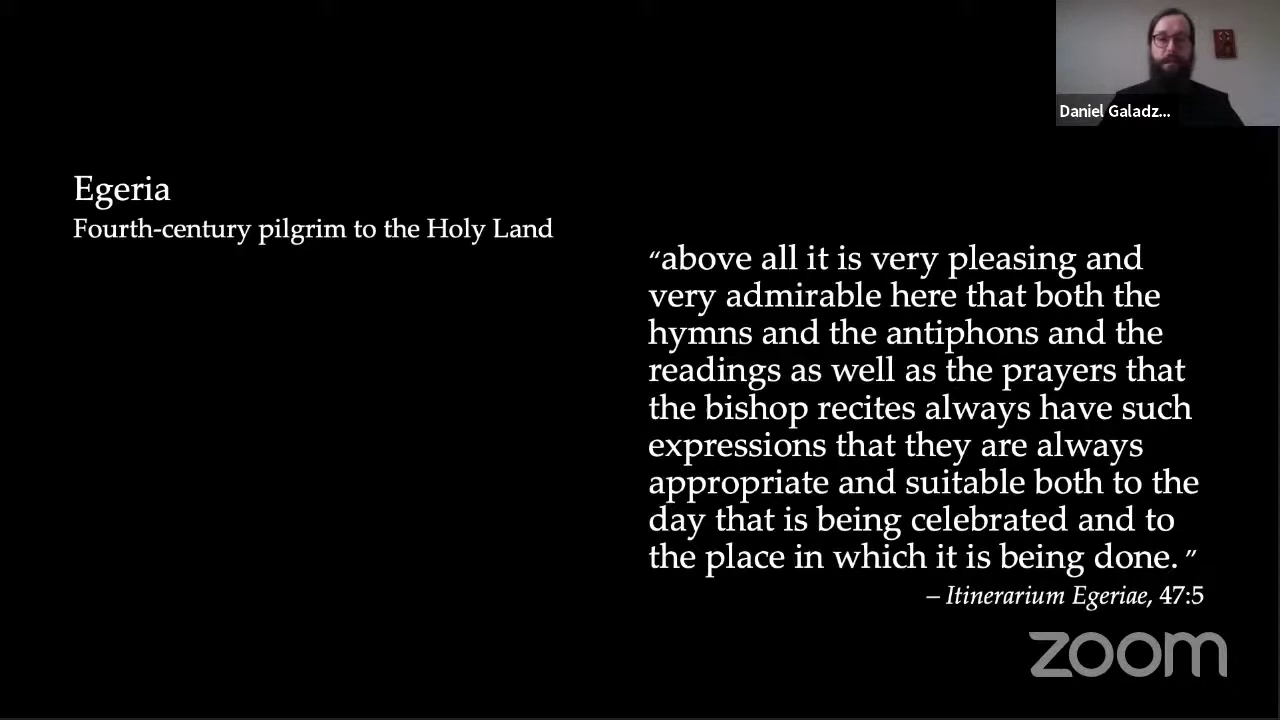 Daniel Galadz...
Egeria
Fourth-century pilgrim to the Holy Land
“above all it is very pleasing and
very admirable here that both the
hymns and the antiphons and the
readings as well as the prayers that
the bishop recites always have such
expressions that they are always
appropriate and suitable both to the
day that is being celebrated and to
the place in which it is being done. ”
– Itinerarium Egeriae, 47:5
zoom